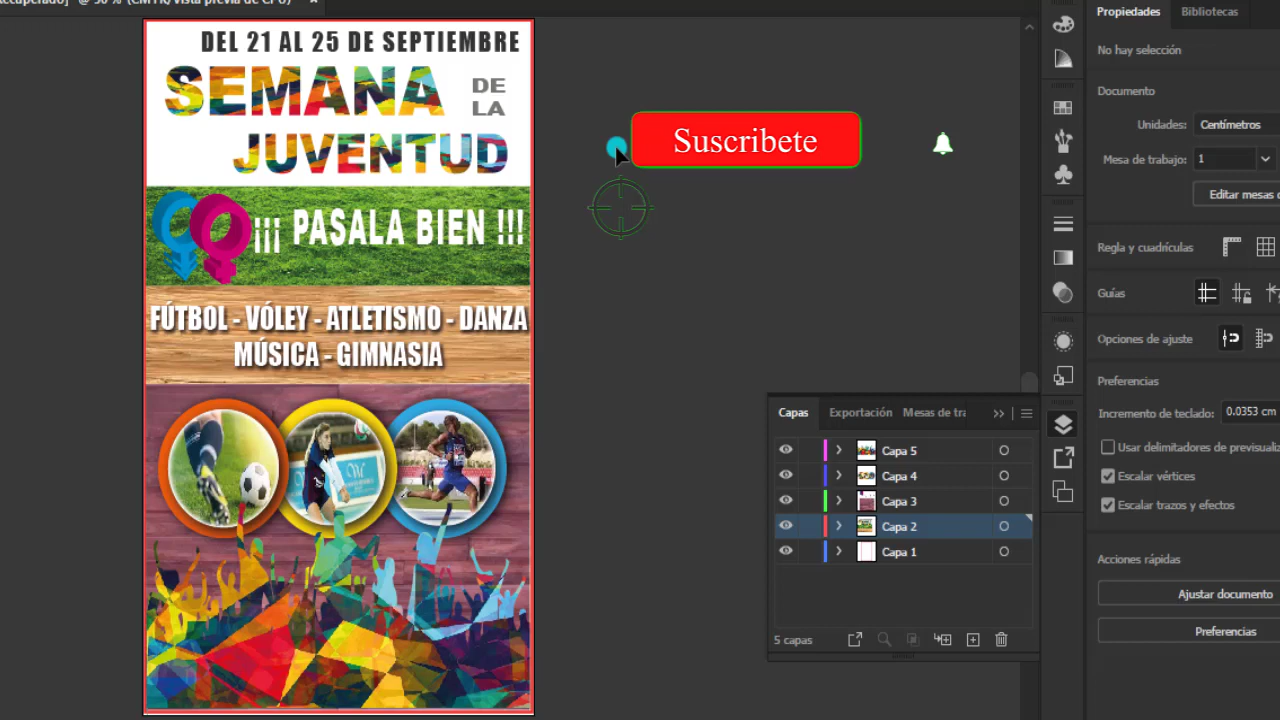 DEL 21 AL 25 DE SEPTIEMBRE
SEMANA DE LA
JUVENTUD
¡¡¡ PASALA BIEN !!!
FÚTBOL - VÓLEY - ATLETISMO - DANZA
MÚSICA - GIMNASIA
Suscribete
Capas Exportación Mesas de tra
Capa 5
Capa 4
Capa 3
Capa 2
Capa 1
5 capas
Propiedades Bibliotecas
No hay selección
Documento
Unidades: Centímetros
Mesa de trabajo: 1
Editar mesas
Regla y cuadrículas
Guías
Opciones de ajuste
Preferencias
Incremento de teclado: 0.0353 cm
Usar delimitadores de previsualiza
Escalar vértices
Escalar trazos y efectos
Acciones rápidas
Ajustar documento
Preferencias